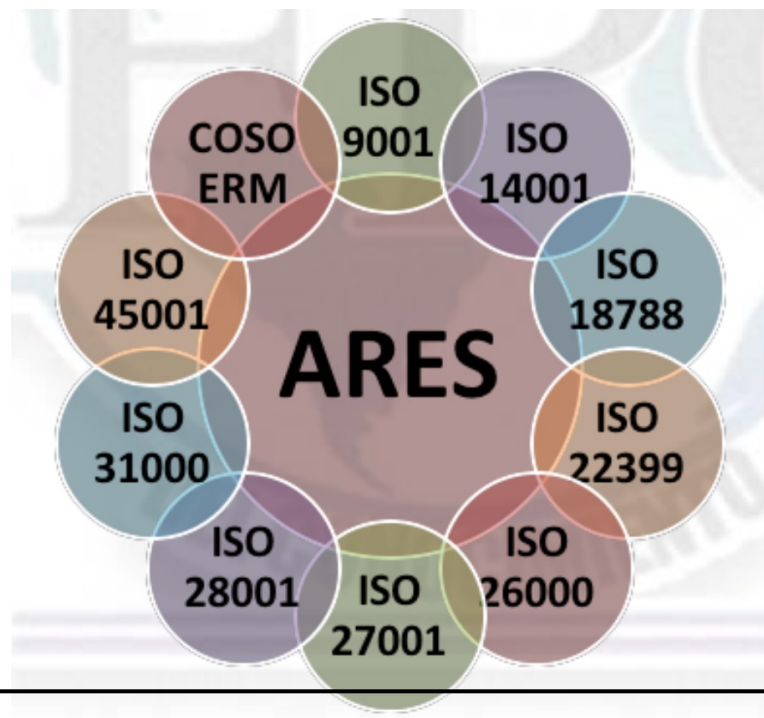 ISO
9001
ISO
14001
ISO
18788
ISO
22399
ISO
26000
ISO
27001
ISO
28001
ISO
31000
ISO
45001
COSO
ERM
ARES